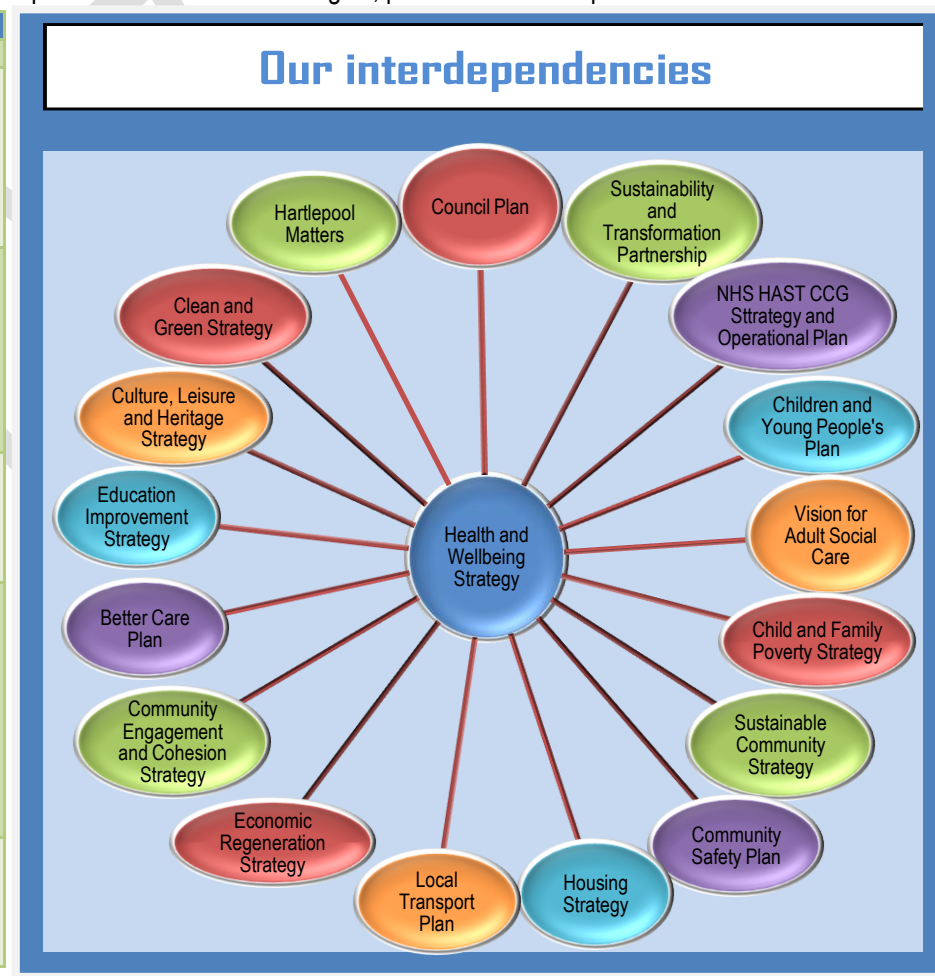 Our interdependencies
Council Plan
Sustainability
and
Transformation
Partnership
NHS HAST CCG
Sttrategy and
Operational Plan
Children and
Young People's
Plan
Vision for
Adult Social
Care
Child and Family
Poverty Strategy
Sustainable
Community
Strategy
Community
Safety Plan
Housing
Strategy
Local
Transport
Plan
Economic
Regeneration
Strategy
Community
Engagement
and Cohesion
Strategy
Better Care
Plan
Education
Improvement
Strategy
Culture, Leisure
and Heritage
Strategy
Clean and
Green Strategy
Hartlepool
Matters
Health and
Wellbeing
Strategy